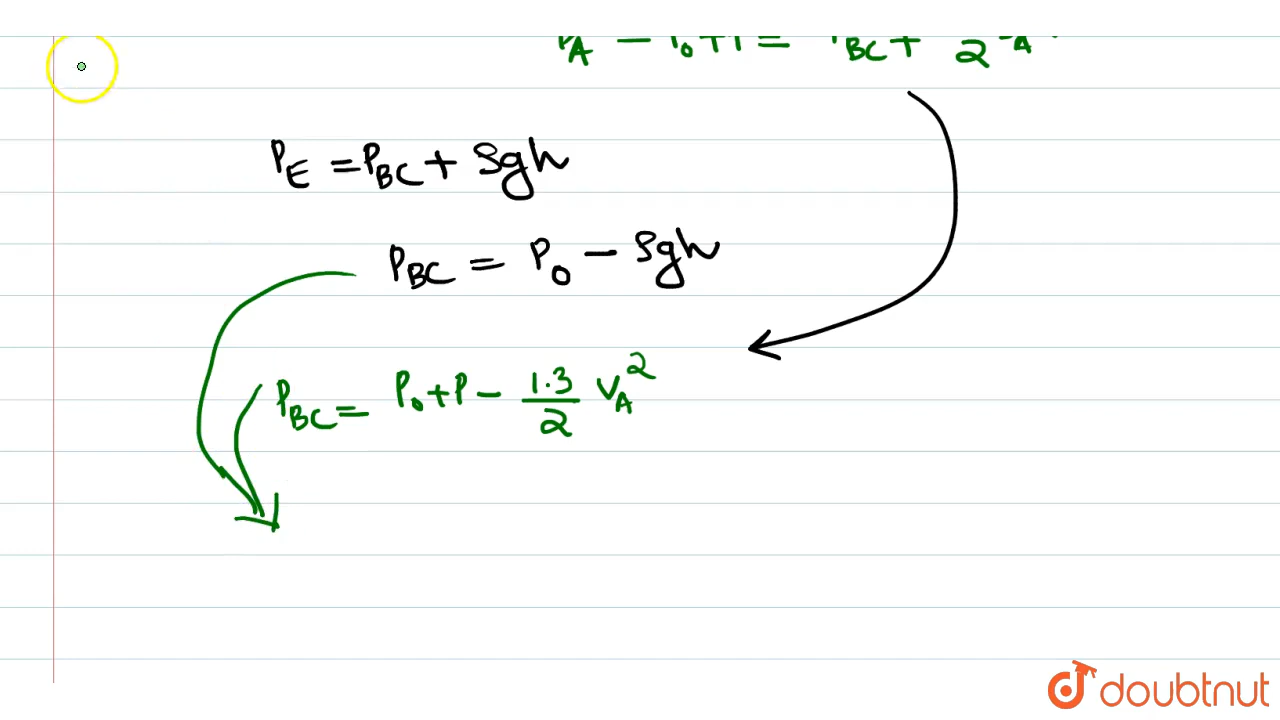 P_E = P_BC + ρgh
P_BC = P_0 - ρgh
P_BC = P_0 + P - 1.3/2 V_A^2
doubtnut